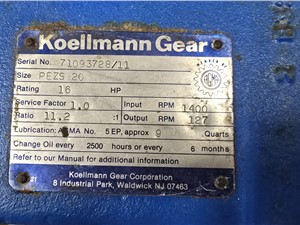 Koellmann Gear
Serial No. 71093728/11
Size PEZS 20
Rating 16 HP
Service Factor 1.0 Input RPM 1400
Ratio 11.2 :1 Output RPM 127
Lubrication: AGMA No. 5 EP, approx 9 Quarts
Change Oil every 2500 hours or every 6 months
Refer to our Manual for additional information.
Koellmann Gear Corporation
8 Industrial Park, Waldwick NJ 07463